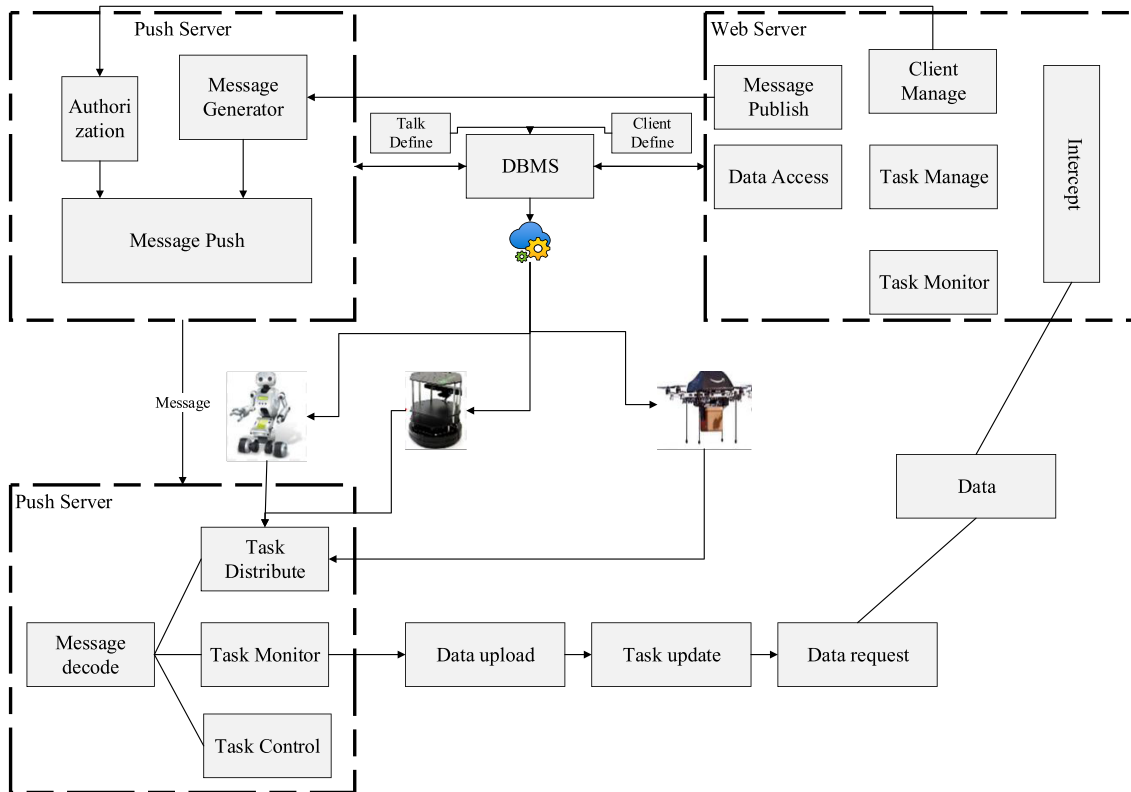 Push Server
Web Server
Authori
zation
Message
Generator
Message Push
Talk
Define
Client
Define
DBMS
Message
Publish
Client
Manage
Data Access
Task Manage
Task Monitor
Intercept
Message
Push Server
Task
Distribute
Message
decode
Task Monitor
Task Control
Data upload
Task update
Data request
Data